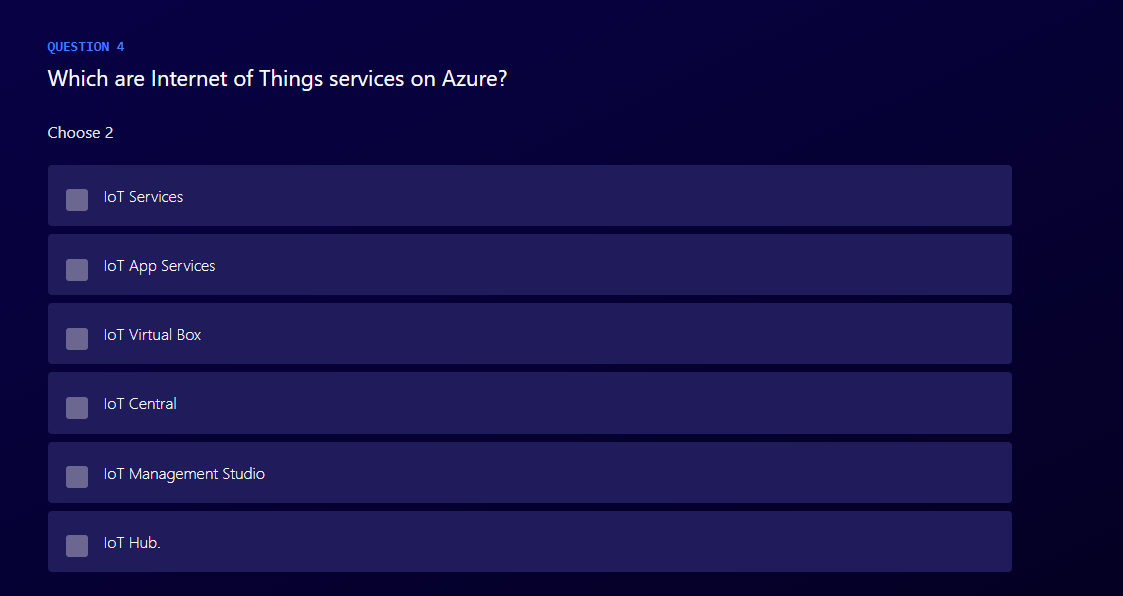 QUESTION 4
Which are Internet of Things services on Azure?
Choose 2
IoT Services
IoT App Services
IoT Virtual Box
IoT Central
IoT Management Studio
IoT Hub.